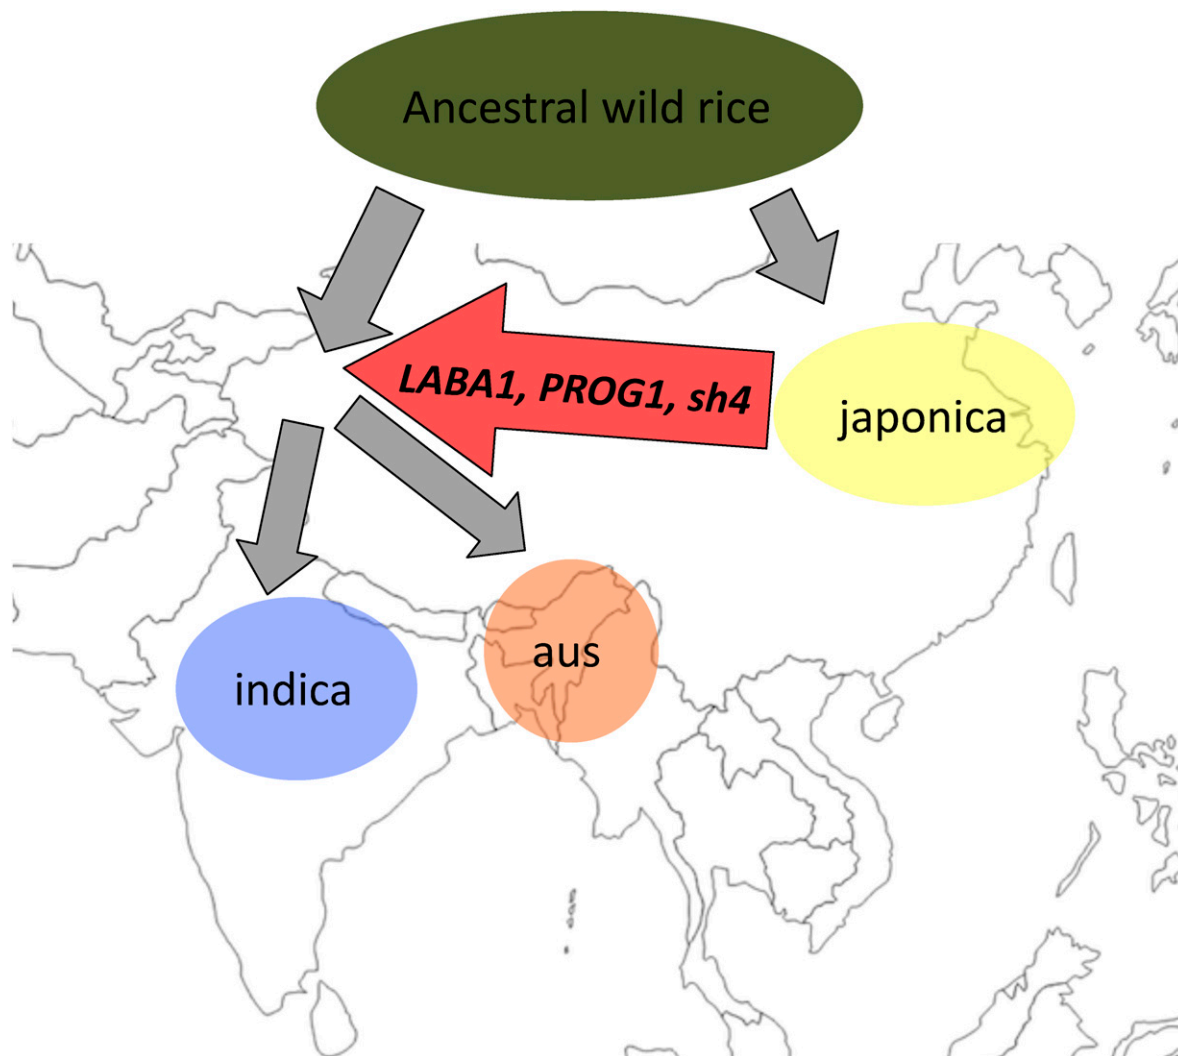 Ancestral wild rice
LABA1, PROG1, sh4
japonica
aus
indica